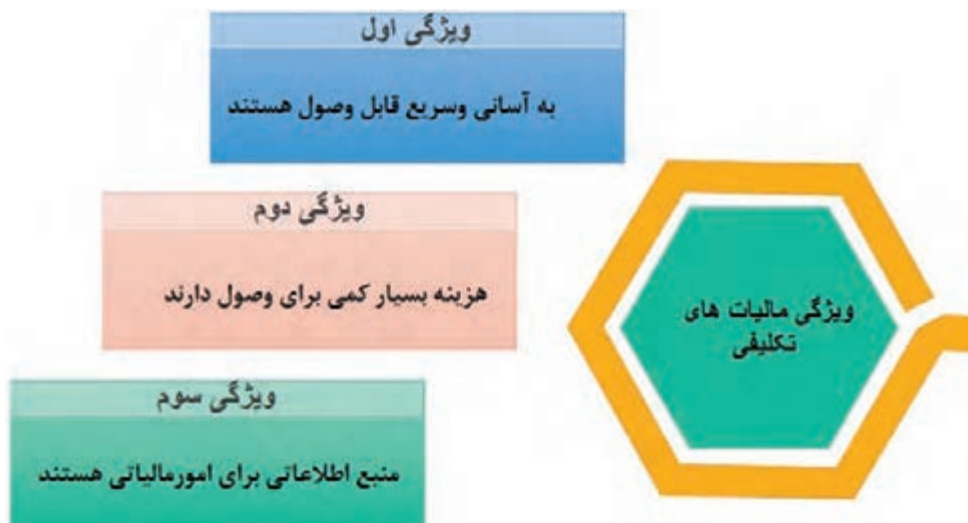 ویژگی اول
به آسانی وسریع قابل وصول هستند
ویژگی دوم
هزینه بسیار کمی برای وصول دارند
ویژگی سوم
منبع اطلاعاتی برای امورمالیاتی هستند
ویژگی مالیات های
تکلیفی